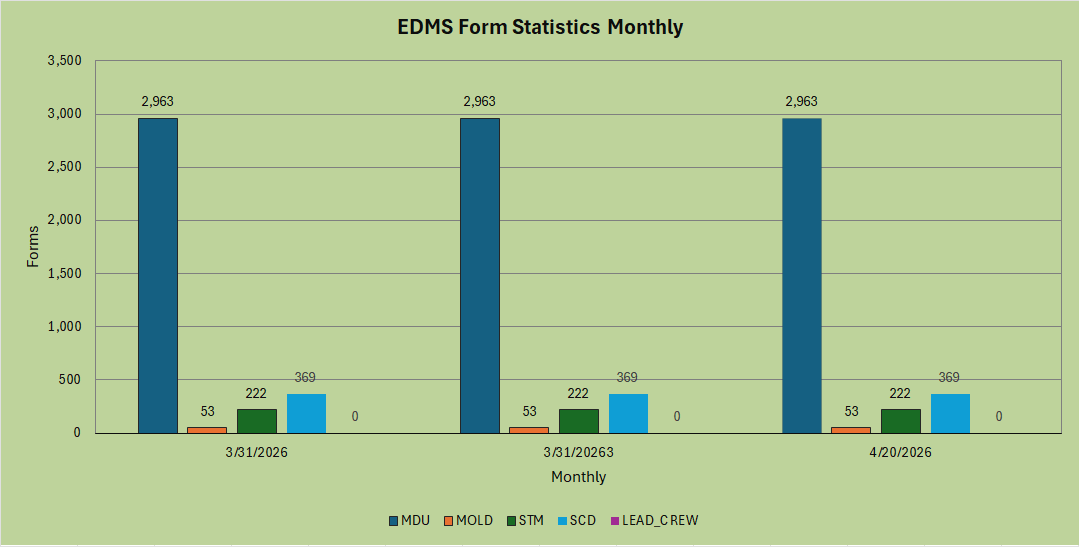 EDMS Form Statistics Monthly
3,500
3,000
2,500
2,000
1,500
1,000
500
0
Forms
2,963 53 222 369 0
2,963 53 222 369 0
2,963 53 222 369 0
3/31/2026 3/31/20263 4/20/2026
Monthly
MDU MOLD STM SCD LEAD_CREW